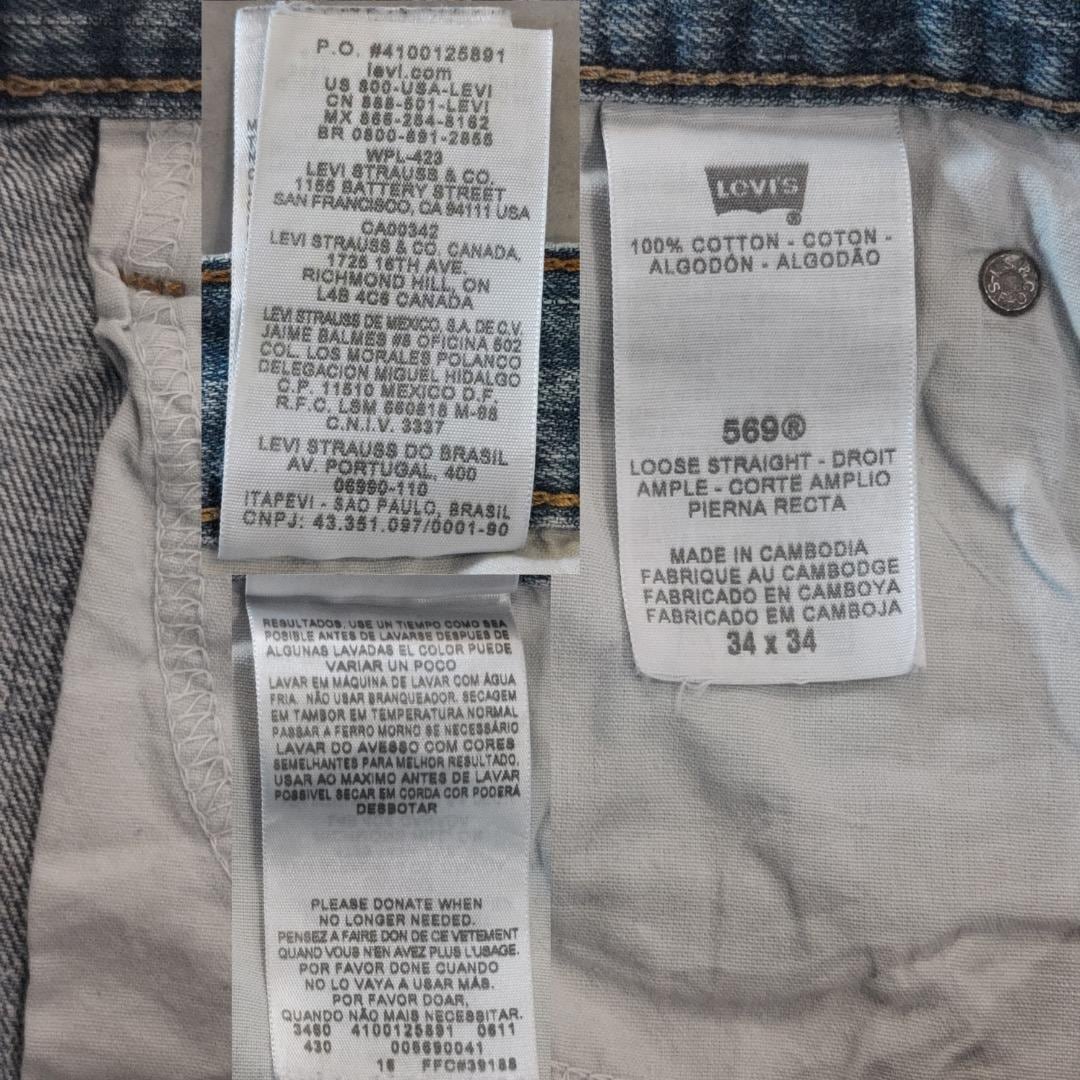 P.O. #4100125891
levi.com
US 800-USA-LEVI
CN 888-501-LEVI
MX 866-284-8162
BR 0800-891-2855
WPL-423
LEVI STRAUSS & CO.
1155 BATTERY STREET
SAN FRANCISCO, CA 94111 USA
CA00342
LEVI STRAUSS & CO. CANADA,
1725 16TH AVE.
RICHMOND HILL, ON
L4B 4C6 CANADA
LEVI STRAUSS DE MEXICO, S.A. DE C.V.
JAIME BALMES #8 OFICINA 602
COL. LOS MORALES POLANCO
DELEGACION MIGUEL HIDALGO
C.P. 11510 MEXICO D.F.
R.F.C. LSM 660818 M-98
C.N.I.V. 3337
LEVI STRAUSS DO BRASIL
AV. PORTUGAL, 400
06690-110
ITAPEVI - SAO PAULO, BRASIL
CNPJ: 43.351.097/0001-90
LEVI'S
®
100% COTTON - COTON -
ALGODÓN - ALGODÃO
569®
LOOSE STRAIGHT - DROIT
AMPLE - CORTE AMPLIO
PIERNA RECTA
MADE IN CAMBODIA
FABRIQUE AU CAMBODGE
FABRICADO EN CAMBOYA
FABRICADO EM CAMBOJA
34 x 34
RESULTADOS, USE UN TIEMPO COMO SEA
POSIBLE ANTES DE LAVARSE DESPUES DE
ALGUNAS LAVADAS EL COLOR PUEDE
VARIAR UN POCO
LAVAR EM MÁQUINA DE LAVAR COM ÁGUA
FRIA. NÃO USAR BRANQUEADOR. SECAGEM
EM TAMBOR EM TEMPERATURA NORMAL
PASSAR A FERRO MORNO SE NECESSÁRIO
LAVAR DO AVESSO COM CORES
SEMELHANTES PARA MELHOR RESULTADO.
USAR AO MAXIMO ANTES DE LAVAR
POSSIVEL SECAR EM CORDA COR PODERÁ
DESBOTAR
PLEASE DONATE WHEN
NO LONGER NEEDED.
PENSEZ A FAIRE DON DE CE VETEMENT
QUAND VOUS N'EN AVEZ PLUS L'USAGE.
POR FAVOR DONE CUANDO
NO LO VAYA A USAR MÁS.
POR FAVOR DOAR,
QUANDO NÃO MAIS NECESSITAR.
3480 4100125891 0611
430 005690041
16 FFC#39188